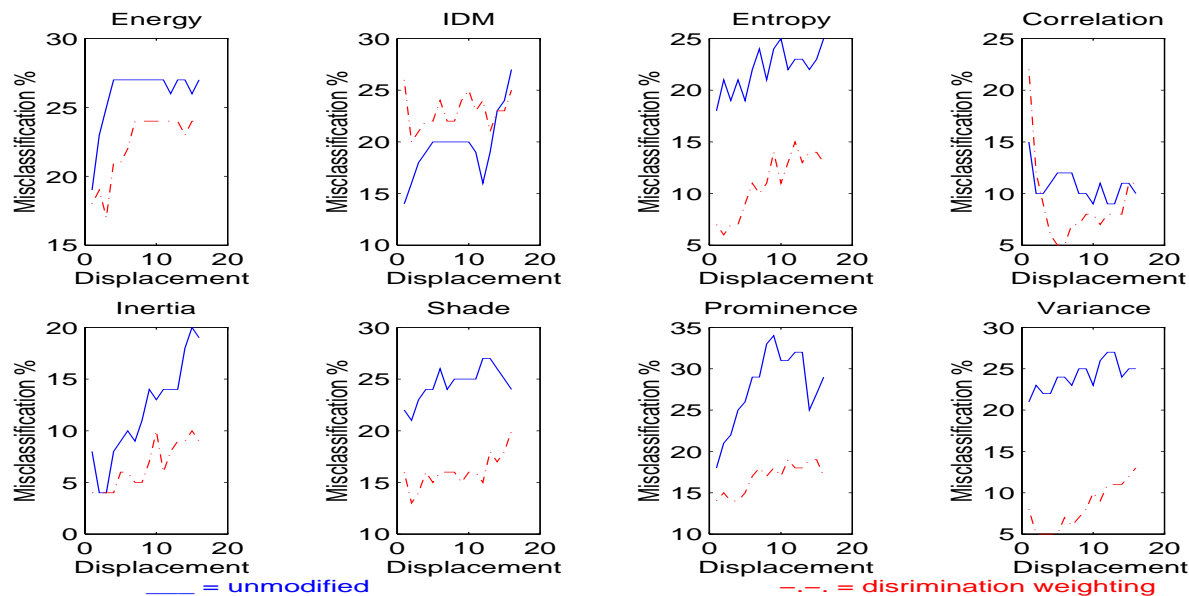 Energy
IDM
Entropy
Correlation
30
25
20
15
Misclassification %
0 10 20
Displacement
30
25
20
15
10
Misclassification %
0 10 20
Displacement
25
20
15
10
5
Misclassification %
0 10 20
Displacement
25
20
15
10
5
Misclassification %
0 10 20
Displacement
Inertia
Shade
Prominence
Variance
20
15
10
5
0
Misclassification %
0 10 20
Displacement
30
25
20
15
10
Misclassification %
0 10 20
Displacement
35
30
25
20
15
10
Misclassification %
0 10 20
Displacement
30
25
20
15
10
5
Misclassification %
0 10 20
Displacement
___ = unmodified
–.–. = disrimination weighting